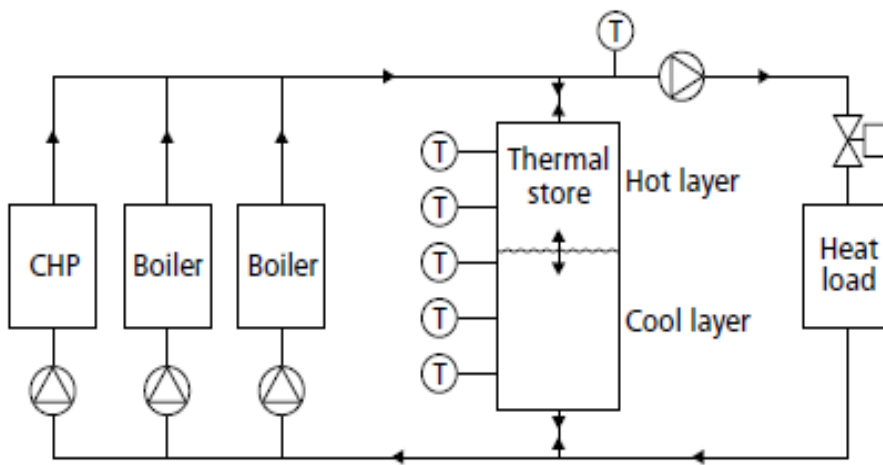 T
T
Thermal
store
Hot layer
T
CHP
Boiler
Boiler
T
Heat
load
T
Cool layer
T